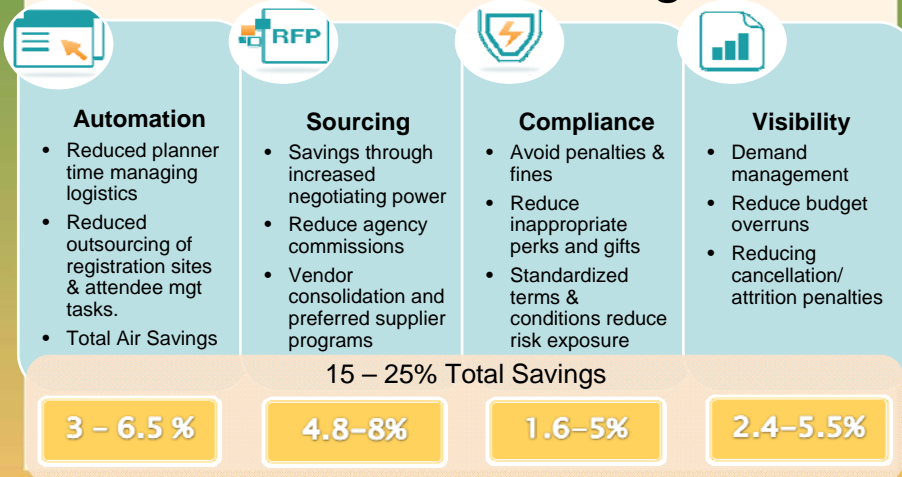 RFP
Automation
• Reduced planner
time managing
logistics
• Reduced
outsourcing of
registration sites
& attendee mgt
tasks.
• Total Air Savings
Sourcing
• Savings through
increased
negotiating power
• Reduce agency
commissions
• Vendor
consolidation and
preferred supplier
programs
Compliance
• Avoid penalties &
fines
• Reduce
inappropriate
perks and gifts
• Standardized
terms &
conditions reduce
risk exposure
Visibility
• Demand
management
• Reduce budget
overruns
• Reducing
cancellation/
attrition penalties
15 – 25% Total Savings
3 – 6.5 %
4.8–8%
1.6–5%
2.4–5.5%